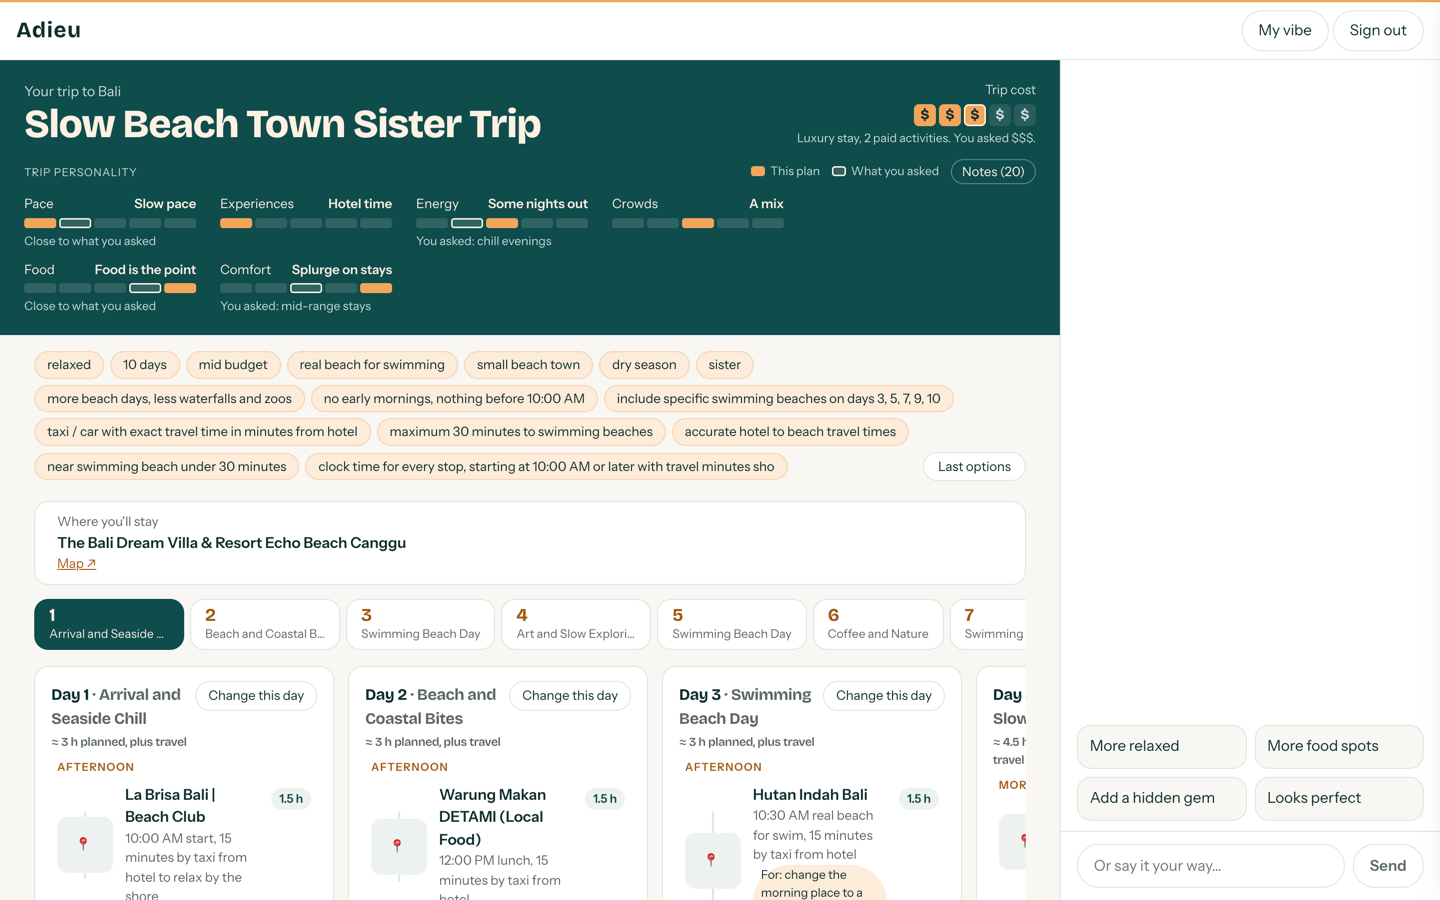 Adieu
My vibe
Sign out
Your trip to Bali
Slow Beach Town Sister Trip
Trip cost
$ $ $ $ $
Luxury stay, 2 paid activities. You asked $$$.
TRIP PERSONALITY
This plan
What you asked
Notes (20)
Pace
Slow pace
Close to what you asked
Experiences
Hotel time
Energy
Some nights out
You asked: chill evenings
Crowds
A mix
Food
Food is the point
Close to what you asked
Comfort
Splurge on stays
You asked: mid-range stays
relaxed
10 days
mid budget
real beach for swimming
small beach town
dry season
sister
more beach days, less waterfalls and zoos
no early mornings, nothing before 10:00 AM
include specific swimming beaches on days 3, 5, 7, 9, 10
taxi / car with exact travel time in minutes from hotel
maximum 30 minutes to swimming beaches
accurate hotel to beach travel times
near swimming beach under 30 minutes
clock time for every stop, starting at 10:00 AM or later with travel minutes sho
Last options
Where you'll stay
The Bali Dream Villa & Resort Echo Beach Canggu
Map ↗
1
Arrival and Seaside ...
2
Beach and Coastal B...
3
Swimming Beach Day
4
Art and Slow Explori...
5
Swimming Beach Day
6
Coffee and Nature
7
Swimming
Day 1 · Arrival and
Seaside Chill
Change this day
≈ 3 h planned, plus travel
AFTERNOON
La Brisa Bali |
Beach Club
1.5 h
10:00 AM start, 15
minutes by taxi from
hotel to relax by the
shore
Day 2 · Beach and
Coastal Bites
Change this day
≈ 3 h planned, plus travel
AFTERNOON
Warung Makan
DETAMI (Local
Food)
1.5 h
12:00 PM lunch, 15
minutes by taxi from
hotel
Day 3 · Swimming
Beach Day
Change this day
≈ 3 h planned, plus travel
AFTERNOON
Hutan Indah Bali
1.5 h
10:30 AM real beach
for swim, 15 minutes
by taxi from hotel
For: change the
morning place to a
Day
Slow
≈ 4.5 h
travel
MOR
More relaxed
More food spots
Add a hidden gem
Looks perfect
Or say it your way...
Send